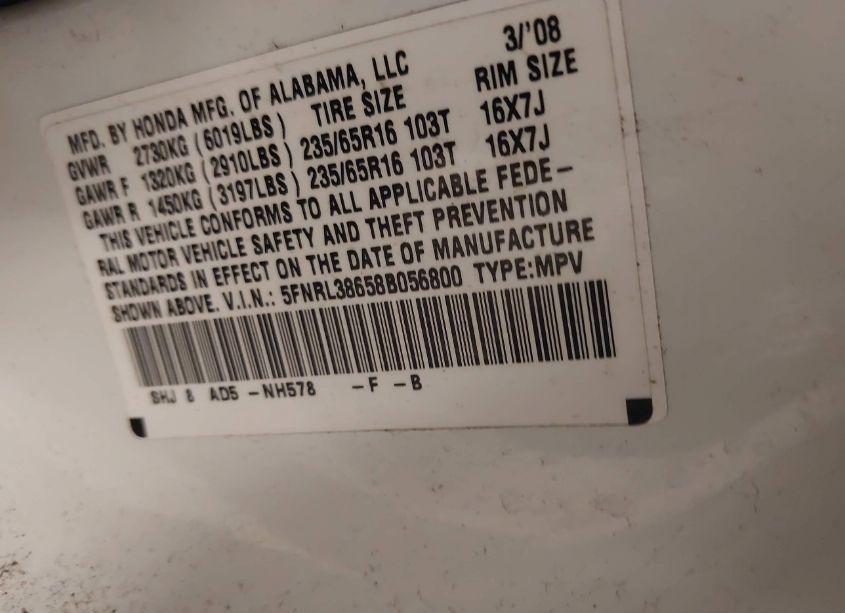 3/'08
MFD. BY HONDA MFG. OF ALABAMA, LLC
TIRE SIZE RIM SIZE
GVWR 2730KG (6019LBS)
GAWR F 1320KG (2910LBS) 235/65R16 103T 16X7J
GAWR R 1450KG (3197LBS) 235/65R16 103T 16X7J
THIS VEHICLE CONFORMS TO ALL APPLICABLE FEDE-
RAL MOTOR VEHICLE SAFETY AND THEFT PREVENTION
STANDARDS IN EFFECT ON THE DATE OF MANUFACTURE
SHOWN ABOVE. V.I.N.: 5FNRL38658B056800 TYPE:MPV
SHJ 8 AD5 -NH578 -F -B